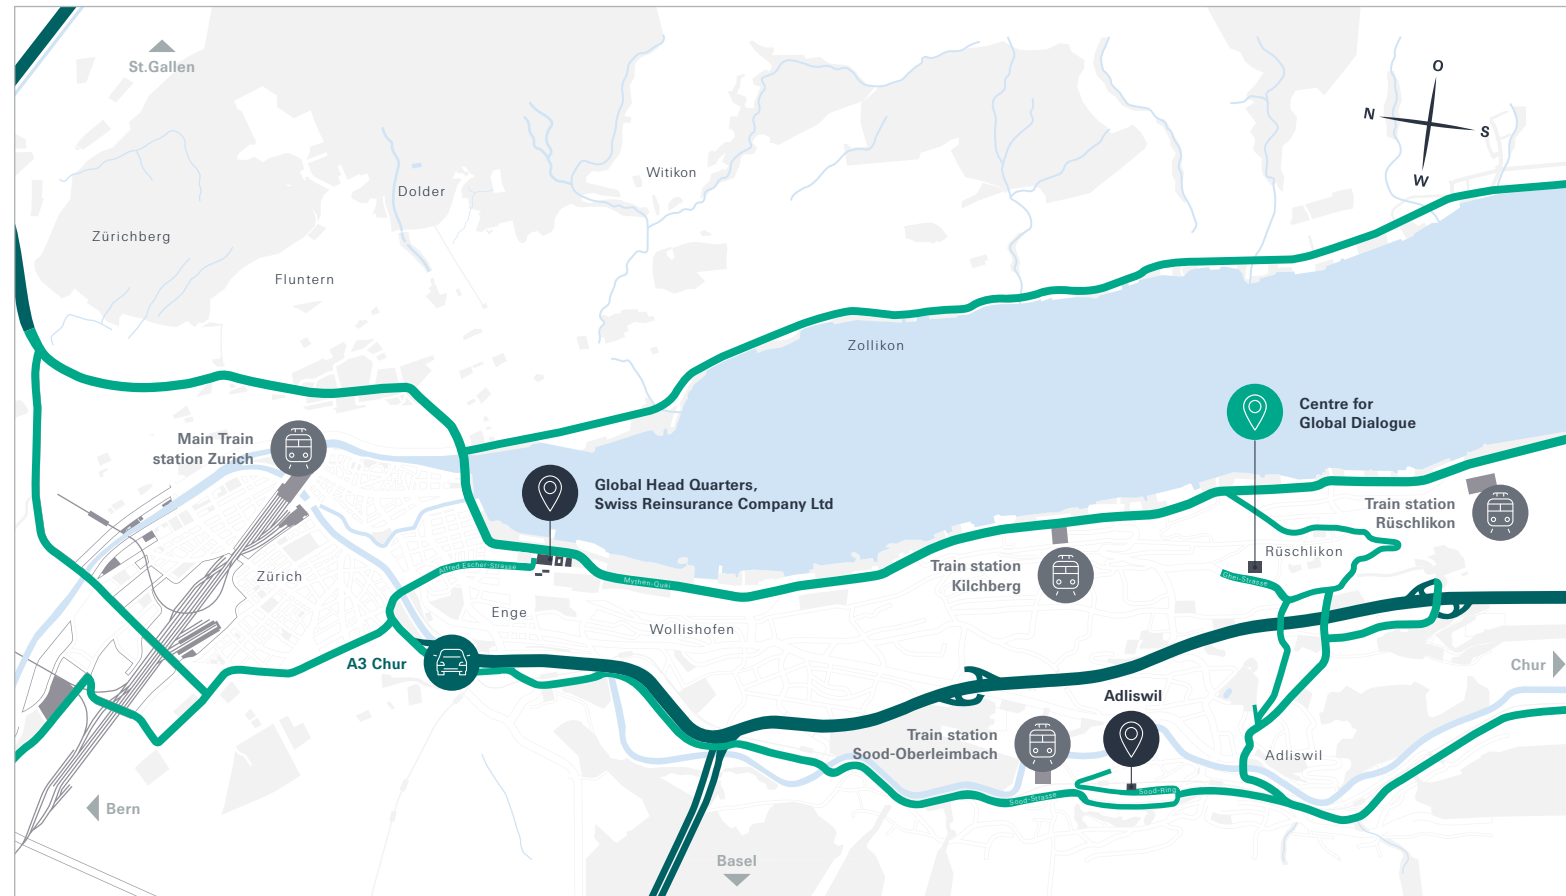 St.Gallen
O
N
S
W
Witikon
Dolder
Zürichberg
Fluntern
Zollikon
Centre for
Global Dialogue
Main Train
station Zurich
Global Head Quarters,
Swiss Reinsurance Company Ltd
Train station
Rüschlikon
Rüschlikon
Alfred Escher-Strasse
Train station
Kilchberg
Zürich
Mythen-Quai
Ghei-Strasse
Enge
Wollishofen
A3 Chur
Chur
Adliswil
Train station
Sood-Oberleimbach
Adliswil
Sood-Ring
Sood-Strasse
Bern
Basel